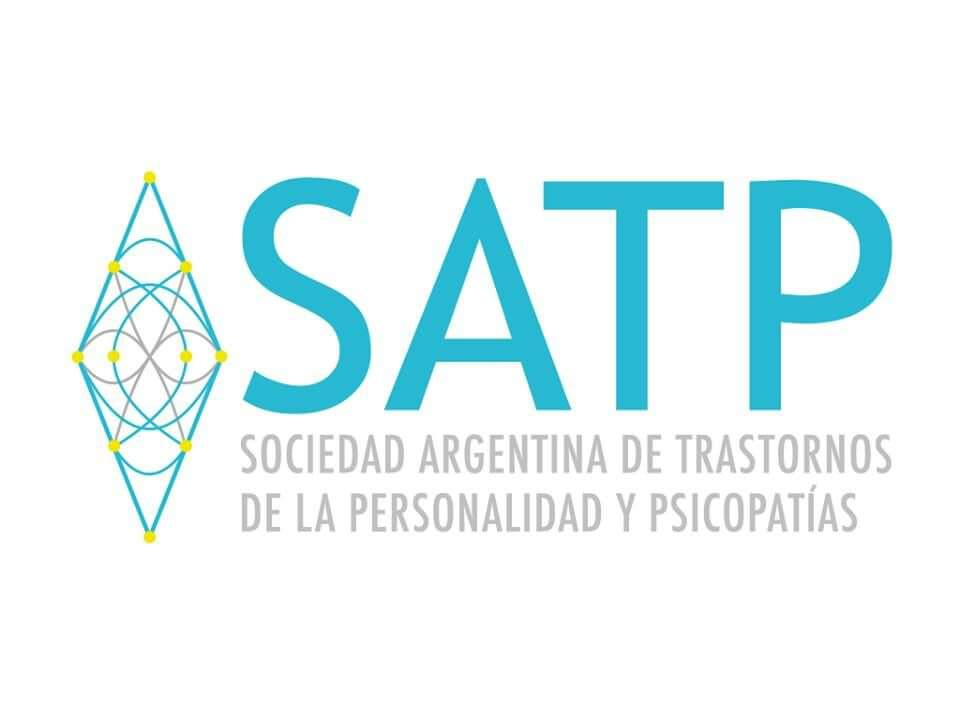 SATP
SOCIEDAD ARGENTINA DE TRASTORNOS
DE LA PERSONALIDAD Y PSICOPATÍAS